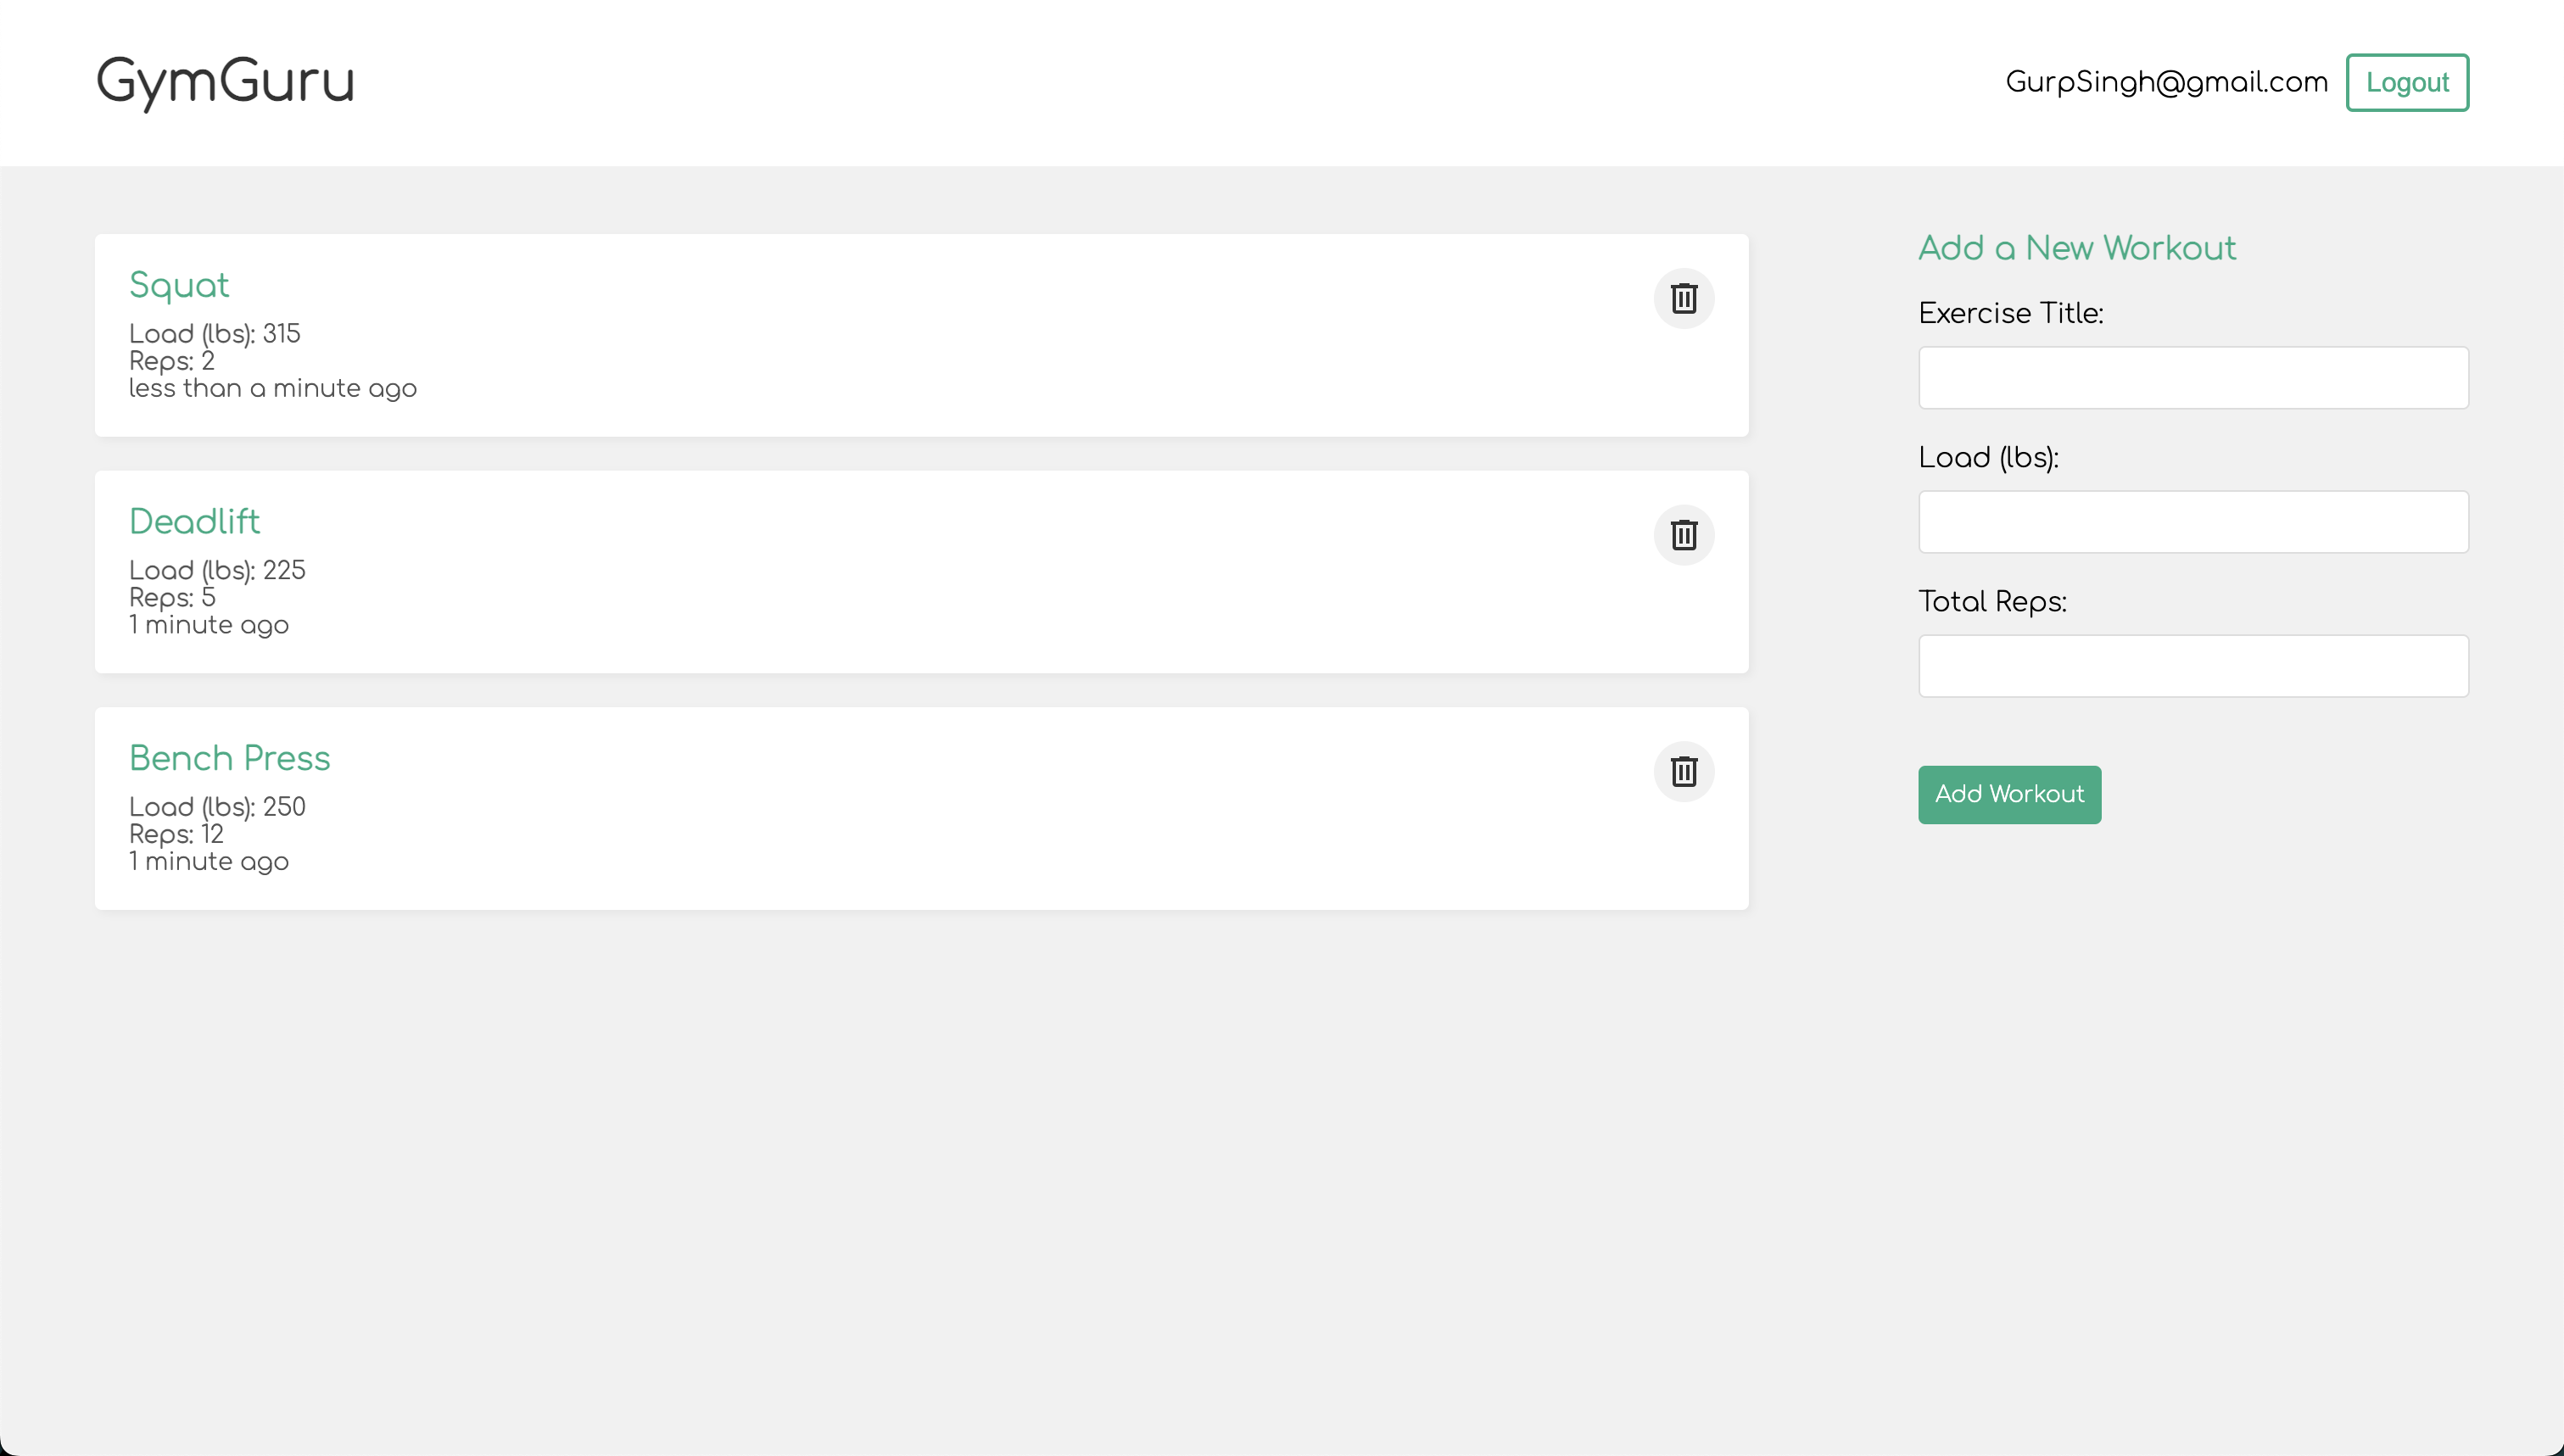 GymGuru
GurpSingh@gmail.com
Logout
Squat
Load (lbs): 315
Reps: 2
less than a minute ago
Deadlift
Load (lbs): 225
Reps: 5
1 minute ago
Bench Press
Load (lbs): 250
Reps: 12
1 minute ago
Add a New Workout
Exercise Title:
Load (lbs):
Total Reps:
Add Workout